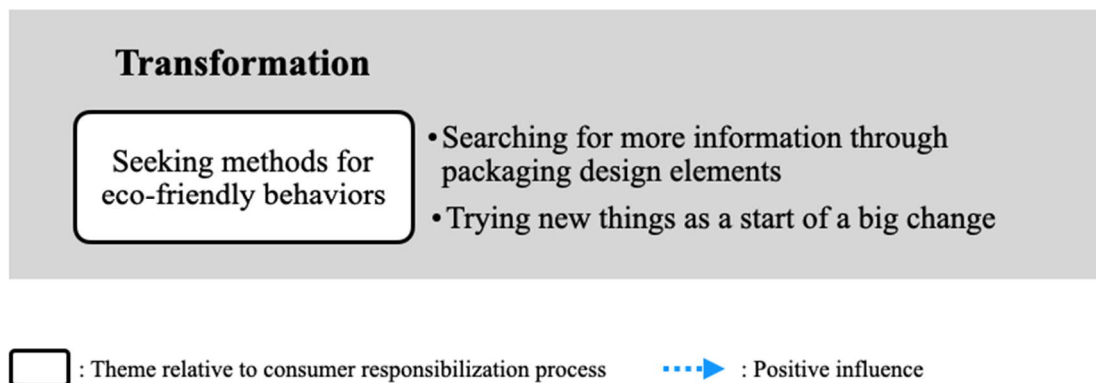 Transformation
Seeking methods for
eco-friendly behaviors
•Searching for more information through
packaging design elements
•Trying new things as a start of a big change
: Theme relative to consumer responsibilization process
: Positive influence